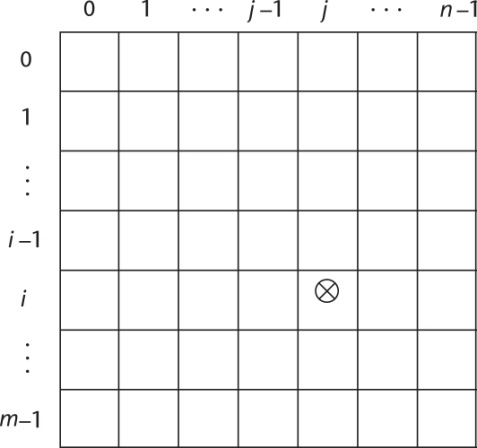 0 1 ··· j–1 j ··· n–1
0
1
⋮
i–1
i
⋮
m–1